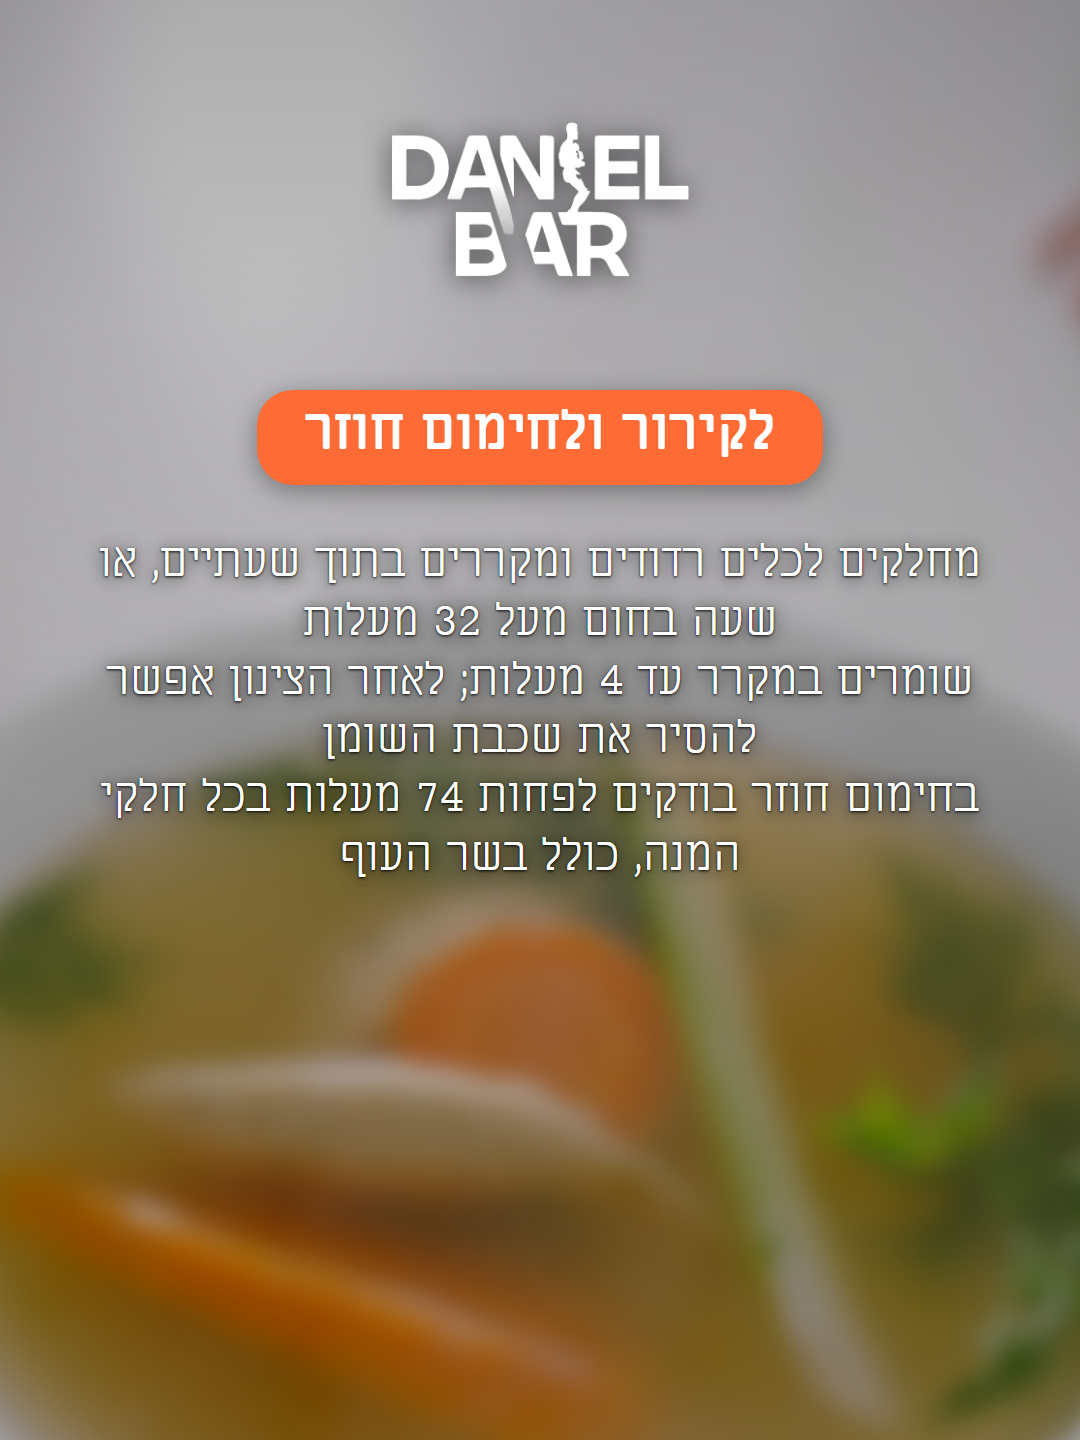 DANIEL
BAR
לקירור ולחימום חוזר
מחלקים לכלים רדודים ומקררים בתוך שעתיים, או
שעה בחום מעל 32 מעלות
שומרים במקרר עד 4 מעלות; לאחר הצינון אפשר
להסיר את שכבת השומן
בחימום חוזר בודקים לפחות 74 מעלות בכל חלקי
המנה, כולל בשר העוף